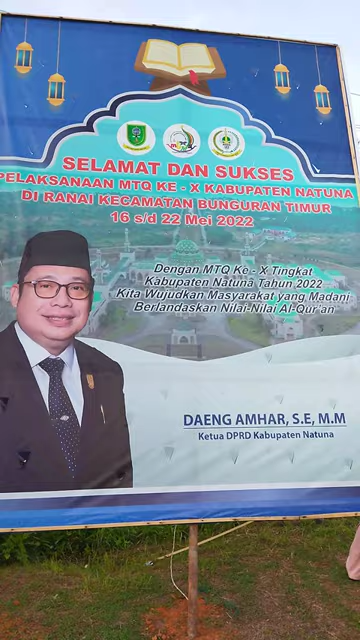 SELAMAT DAN SUKSES
PELAKSANAAN MTQ KE - X KABUPATEN NATUNA
DI RANAI KECAMATAN BUNGURAN TIMUR
16 s/d 22 Mei 2022
Dengan MTQ Ke - X Tingkat
Kabupaten Natuna Tahun 2022
Kita Wujudkan Masyarakat yang Madani
Berlandaskan Nilai-Nilai Al-Qur'an
DAENG AMHAR, S.E, M.M
Ketua DPRD Kabupaten Natuna